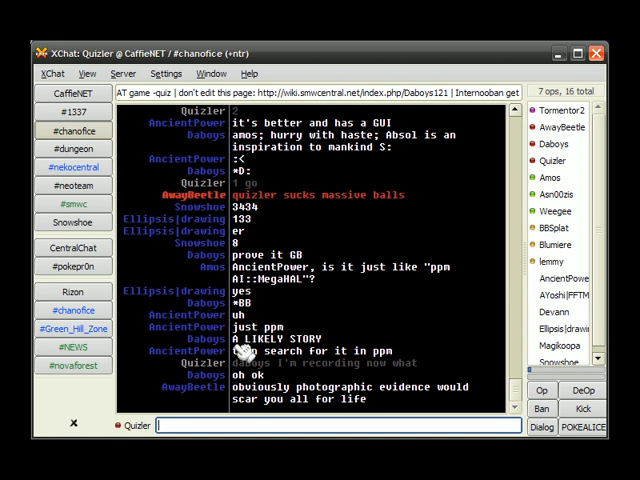 XChat: Quizler @ CaffieNET / #chanofice (+ntr)
XChat View Server Settings Window Help
CaffieNET
#1337
#chanofice
#dungeon
#nekocentral
#neoteam
#smwc
Snowshoe
CentralChat
#pokepr0n
Rizon
#chanofice
#Green_Hill_Zone
#NEWS
#novaforest
x
AT game -quiz | don't edit this page: http://wiki.smwcentral.net/index.php/Daboys121 | Internooban get
Quizler 2
AncientPower it's better and has a GUI
Daboys amos; hurry with haste; Absol is an
inspiration to mankind S:
AncientPower :<
Daboys *D:
Quizler 1 go
AwayBeetle quizler sucks massive balls
Snowshoe 3434
Ellipsis|drawing 133
Ellipsis|drawing er
Snowshoe 8
Daboys prove it GB
Amos AncientPower, is it just like "ppm
AI::MegaHAL"?
Ellipsis|drawing yes
Daboys *BB
AncientPower uh
AncientPower just ppm
Daboys A LIKELY STORY
AncientPower search for it in ppm
Quizler daboys I'm recording now what
Daboys oh ok
AwayBeetle obviously photographic evidence would
scar you all for life
Quizler
7 ops, 16 total
Tormentor2
AwayBeetle
Daboys
Quizler
Amos
Asn00zis
Weegee
BBSplat
Blumiere
lemmy
AncientPowe
AYoshi|FFTM
Devann
Ellipsis|drawi
Magikoopa
Snowshoe
Op DeOp
Ban Kick
Dialog POKEALICE